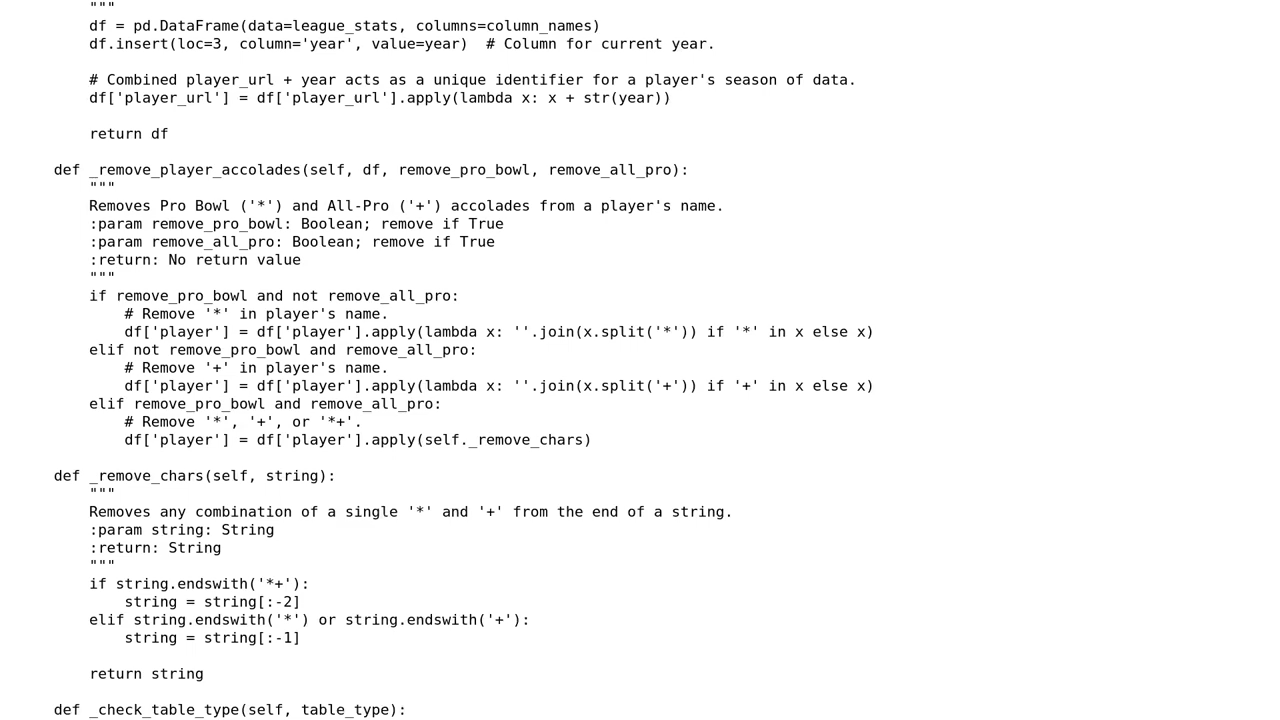 """
        df = pd.DataFrame(data=league_stats, columns=column_names)
        df.insert(loc=3, column='year', value=year)  # Column for current year.

        # Combined player_url + year acts as a unique identifier for a player's season of data.
        df['player_url'] = df['player_url'].apply(lambda x: x + str(year))

        return df

    def _remove_player_accolades(self, df, remove_pro_bowl, remove_all_pro):
        """
        Removes Pro Bowl ('*') and All-Pro ('+') accolades from a player's name.
        :param remove_pro_bowl: Boolean; remove if True
        :param remove_all_pro: Boolean; remove if True
        :return: No return value
        """
        if remove_pro_bowl and not remove_all_pro:
            # Remove '*' in player's name.
            df['player'] = df['player'].apply(lambda x: ''.join(x.split('*')) if '*' in x else x)
        elif not remove_pro_bowl and remove_all_pro:
            # Remove '+' in player's name.
            df['player'] = df['player'].apply(lambda x: ''.join(x.split('+')) if '+' in x else x)
        elif remove_pro_bowl and remove_all_pro:
            # Remove '*', '+', or '*+'.
            df['player'] = df['player'].apply(self._remove_chars)

    def _remove_chars(self, string):
        """
        Removes any combination of a single '*' and '+' from the end of a string.
        :param string: String
        :return: String
        """
        if string.endswith('*+'):
            string = string[:-2]
        elif string.endswith('*') or string.endswith('+'):
            string = string[:-1]

        return string

    def _check_table_type(self, table_type):